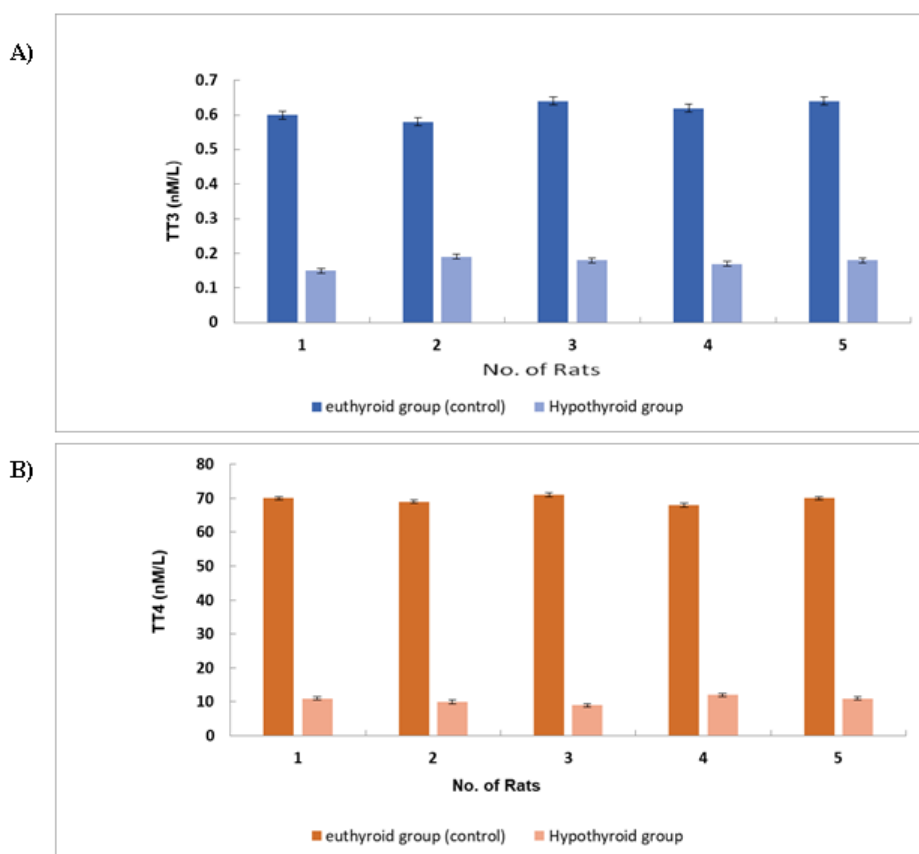 A)
0.7
0.6
0.5
0.4
0.3
0.2
0.1
0
TT3 (nM/L)
1 2 3 4 5
No. of Rats
euthyroid group (control) Hypothyroid group
B)
80
70
60
50
40
30
20
10
0
TT4 (nM/L)
1 2 3 4 5
No. of Rats
euthyroid group (control) Hypothyroid group